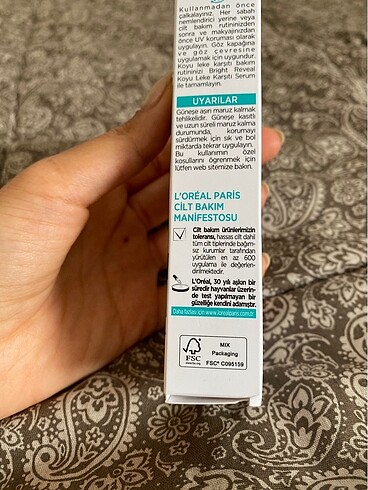 Kullanmadan önce
çalkalayınız. Her sabah
nemlendirici yerine veya
cilt bakım rutininizden
sonra ve makyajınızdan
önce UV koruması olarak
uygulayın. Göz kapağına
ve göz çevresine
uygulamak için uygundur.
Koyu leke karşıtı bakım
rutininizi Bright Reveal
Koyu Leke Karşıtı Serum
ile tamamlayın.
UYARILAR
Güneşe aşırı maruz kalmak
tehlikelidir. Güneşe kasıtlı
ve uzun süreli maruz kalma
durumunda, korumayı
sürdürmek için sık ve bol
miktarda tekrar uygulayın.
Bu kullanımın özel
koşullarını öğrenmek için
lütfen web sitemize bakın.
L'ORÉAL PARIS
CİLT BAKIM
MANİFESTOSU
Cilt bakım ürünlerimizin
toleransı, hassas cilt dahil
tüm cilt tiplerinde bağım-
sız kurumlar tarafından
yürütülen en az 600
uygulama ile değerlen-
dirilmektedir.
L'Oréal, 30 yılı aşkın bir
süredir hayvanlar üzerin-
de test yapılmayan bir
güzelliğe kendini adamıştır.
Daha fazlası için www.lorealparis.com.tr
FSC
www.fsc.org
MIX
Packaging
FSC® C095159